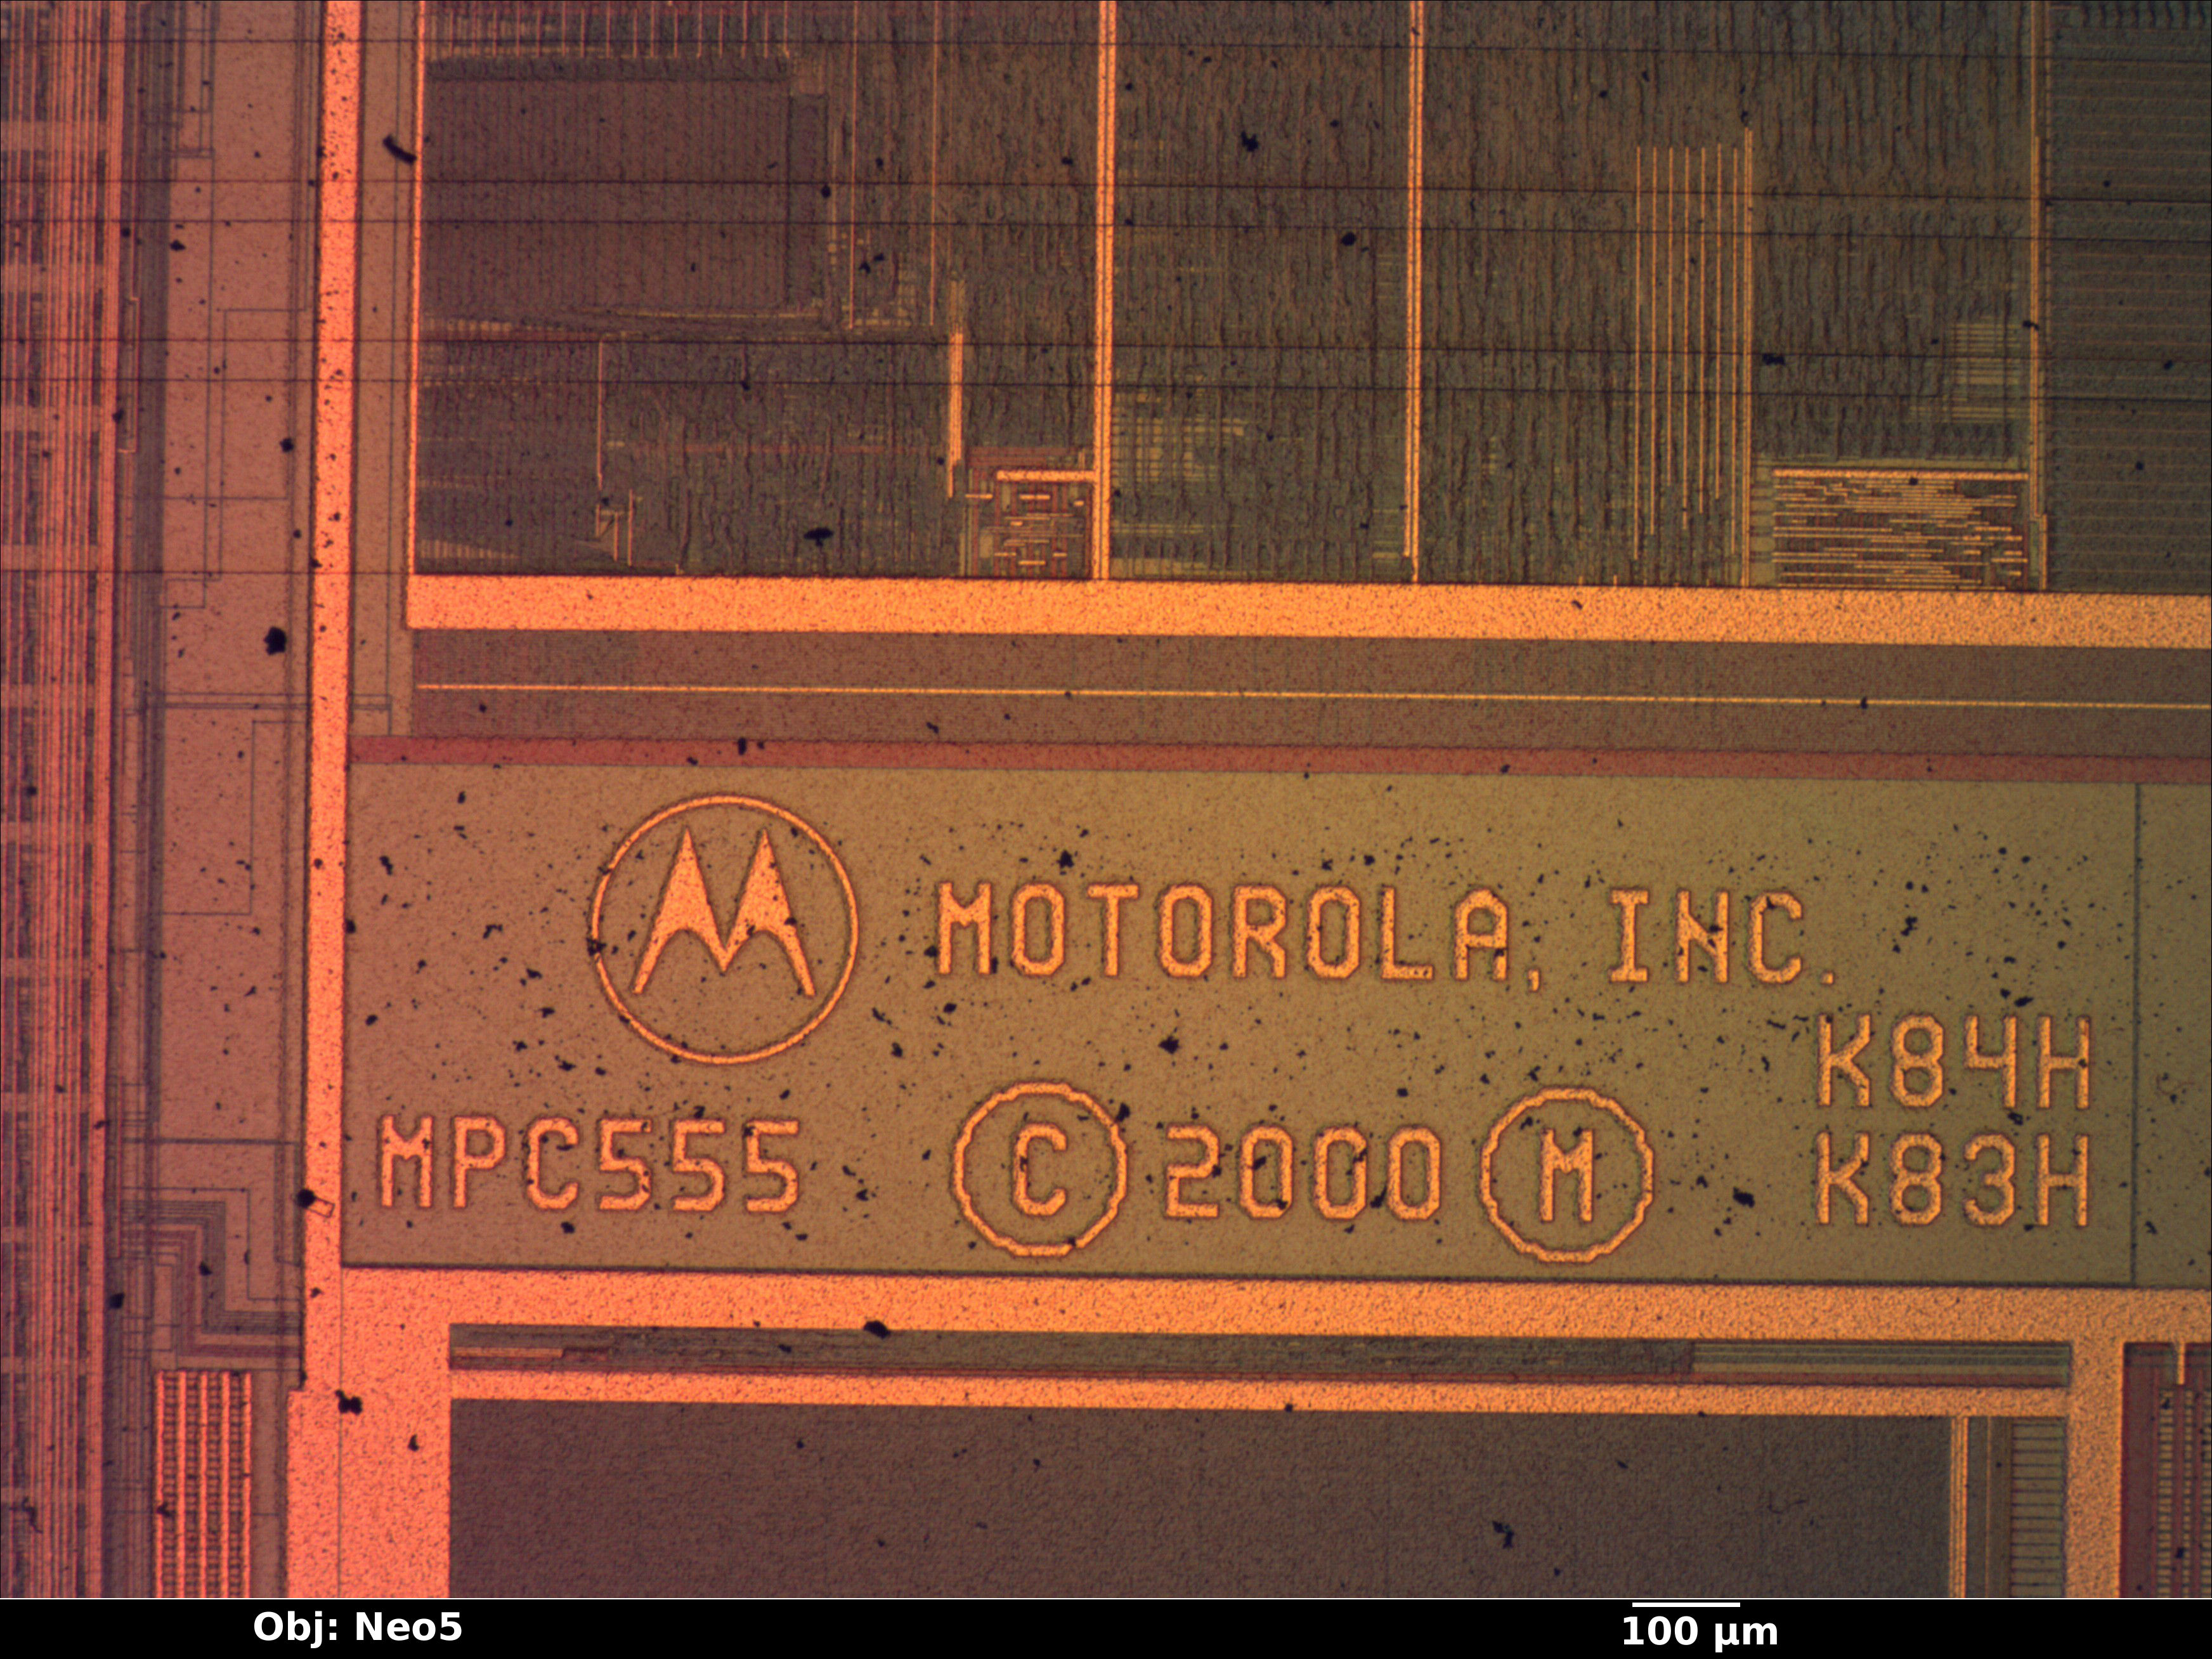 MOTOROLA, INC.
K84H
MPC555 © 2000 Ⓜ K83H
Obj: Neo5
100 µm